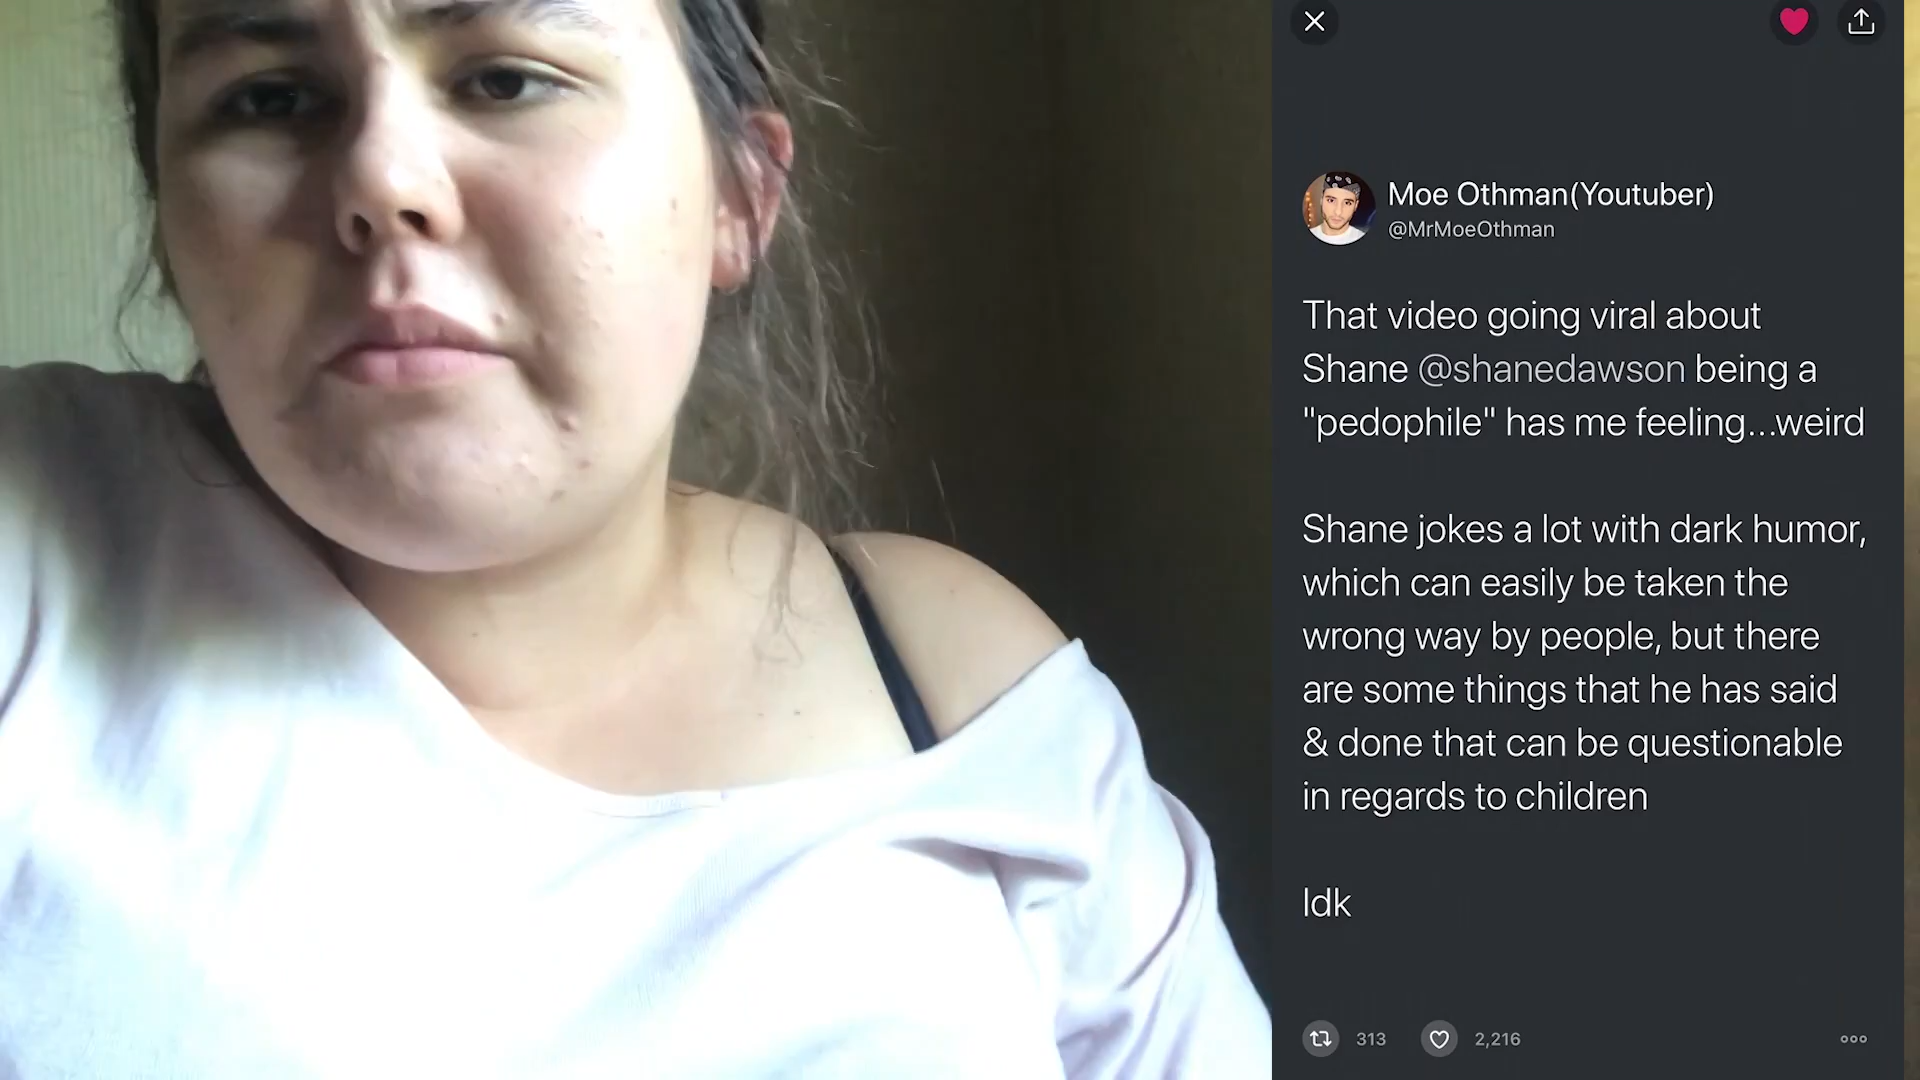 Moe Othman(Youtuber)
@MrMoeOthman
That video going viral about
Shane @shanedawson being a
"pedophile" has me feeling...weird
Shane jokes a lot with dark humor,
which can easily be taken the
wrong way by people, but there
are some things that he has said
& done that can be questionable
in regards to children
Idk
313
2,216